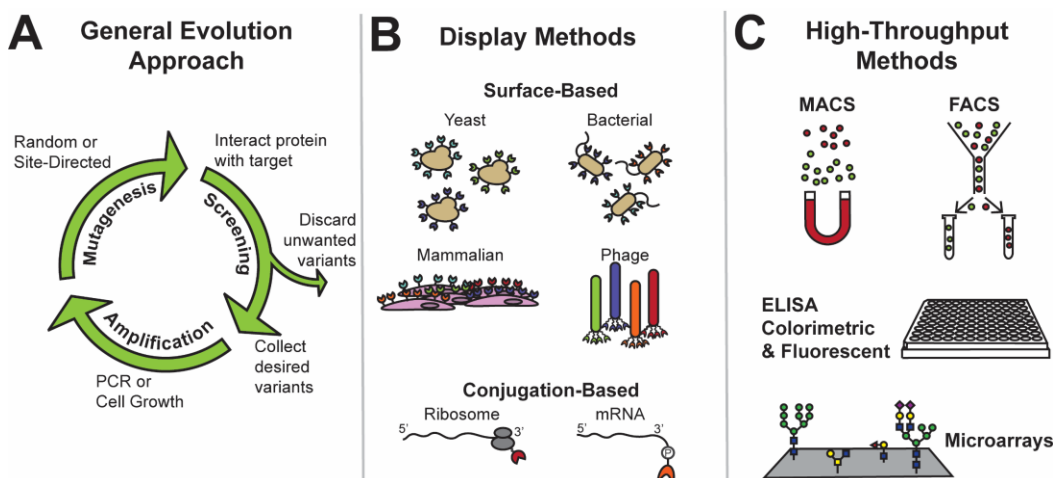 A
General Evolution
Approach
Random or
Site-Directed
Interact protein
with target
Mutagenesis
Screening
Discard
unwanted
variants
Amplification
PCR or
Cell Growth
Collect
desired
variants
B
Display Methods
Surface-Based
Yeast
Bacterial
Mammalian
Phage
Conjugation-Based
Ribosome
mRNA
5’
3’
5’
3’
P
C
High-Throughput
Methods
MACS
FACS
ELISA
Colorimetric
& Fluorescent
Microarrays